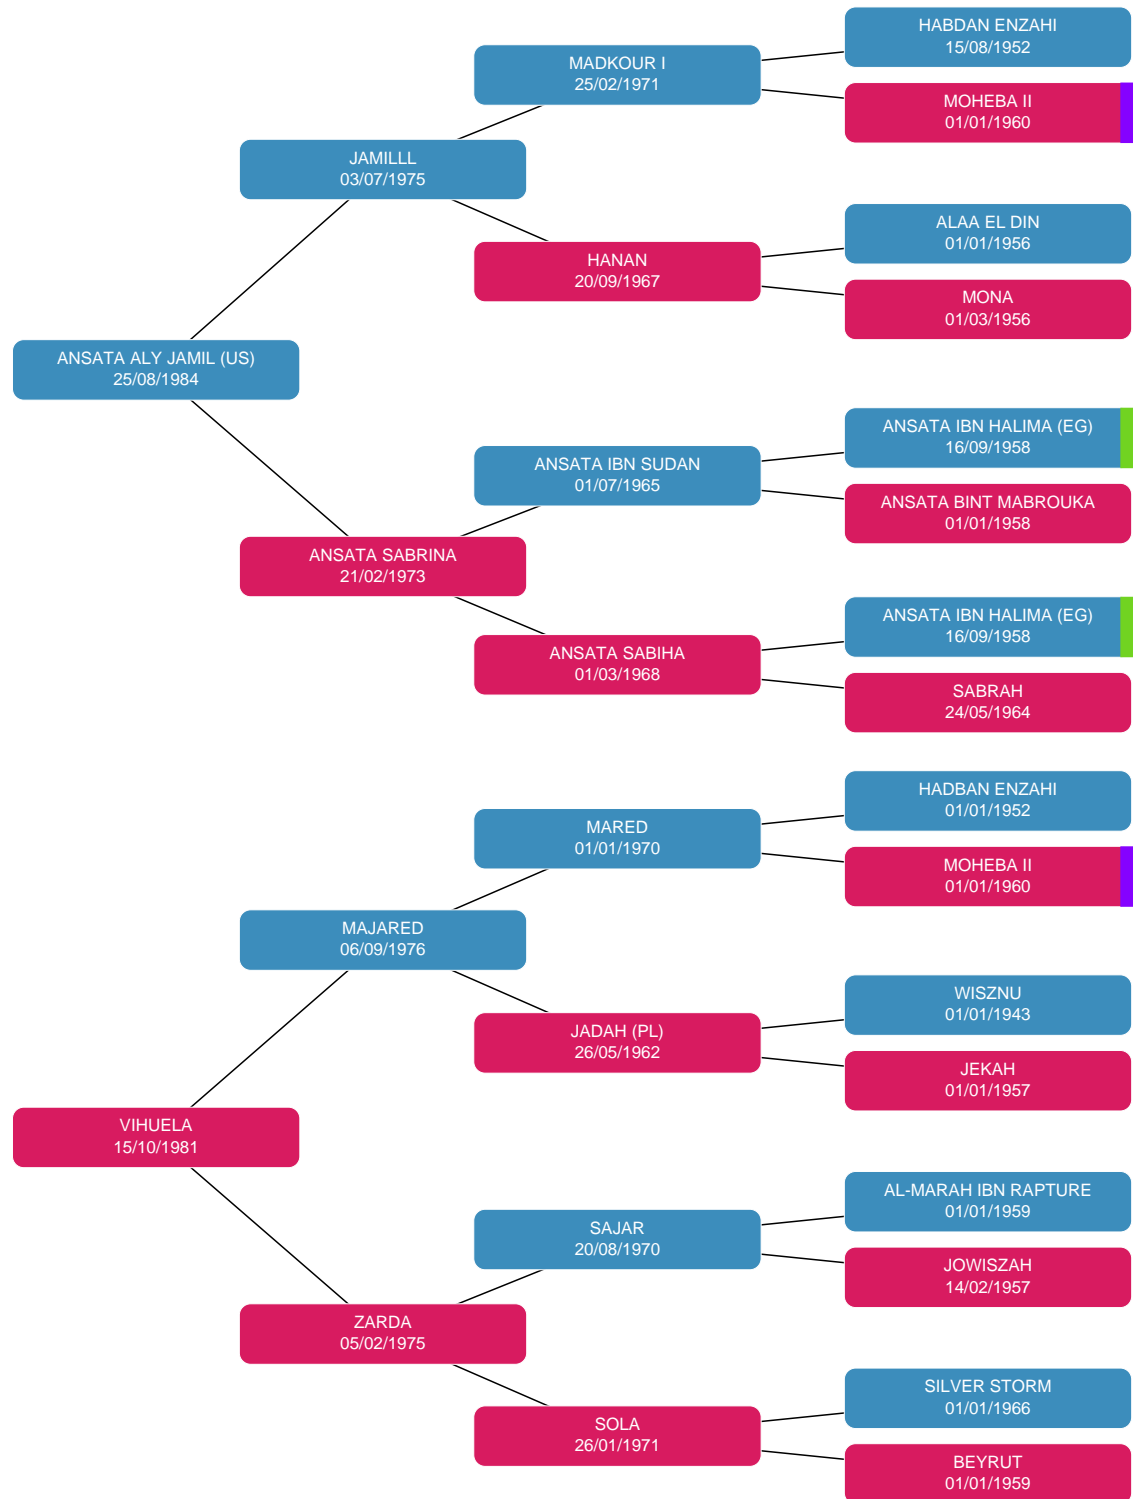 HABDAN ENZAHI
15/08/1952
MADKOUR I
25/02/1971
MOHEBA II
01/01/1960
JAMILLL
03/07/1975
ALAA EL DIN
01/01/1956
HANAN
20/09/1967
MONA
01/03/1956
ANSATA ALY JAMIL (US)
25/08/1984
ANSATA IBN HALIMA (EG)
16/09/1958
ANSATA IBN SUDAN
01/07/1965
ANSATA BINT MABROUKA
01/01/1958
ANSATA SABRINA
21/02/1973
ANSATA IBN HALIMA (EG)
16/09/1958
ANSATA SABIHA
01/03/1968
SABRAH
24/05/1964
HADBAN ENZAHI
01/01/1952
MARED
01/01/1970
MOHEBA II
01/01/1960
MAJARED
06/09/1976
WISZNU
01/01/1943
JADAH (PL)
26/05/1962
JEKAH
01/01/1957
VIHUELA
15/10/1981
AL-MARAH IBN RAPTURE
01/01/1959
SAJAR
20/08/1970
JOWISZAH
14/02/1957
ZARDA
05/02/1975
SILVER STORM
01/01/1966
SOLA
26/01/1971
BEYRUT
01/01/1959